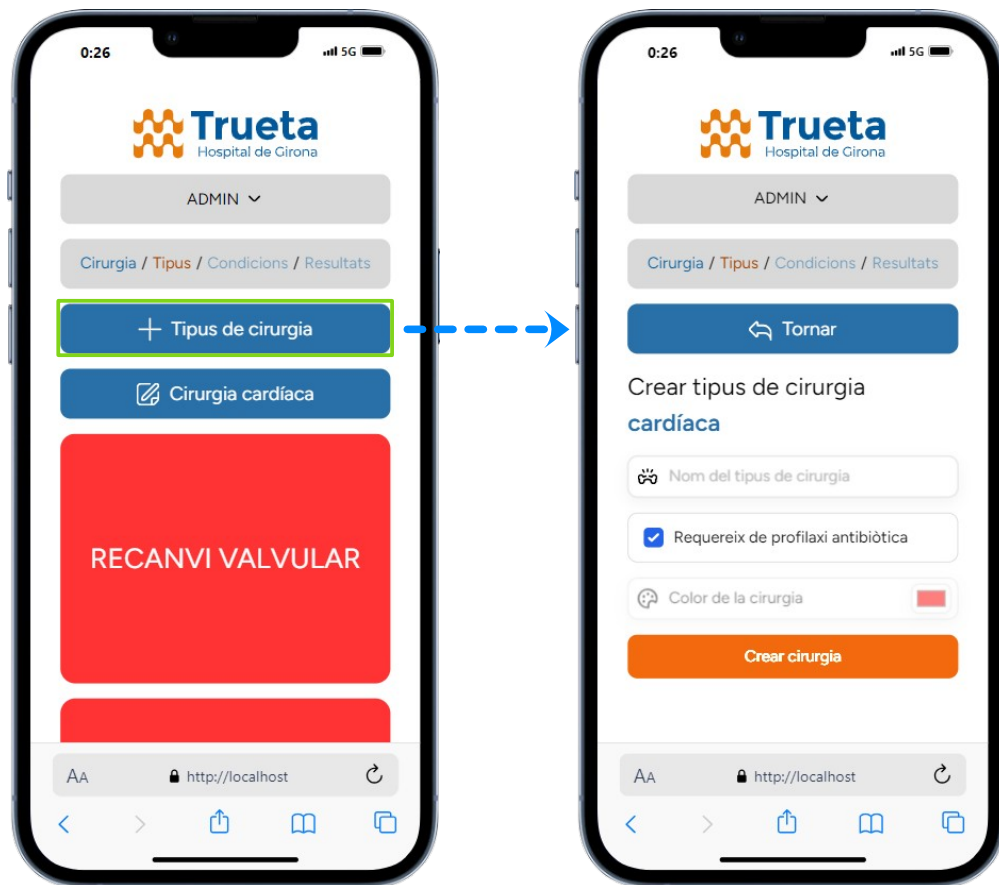 0:26
5G
Trueta
Hospital de Girona
ADMIN
Cirurgia / Tipus / Condicions / Resultats
Tipus de cirurgia
Cirurgia cardíaca
RECANVI VALVULAR
AA
http://localhost
0:26
5G
Trueta
Hospital de Girona
ADMIN
Cirurgia / Tipus / Condicions / Resultats
Tornar
Crear tipus de cirurgia
cardíaca
Nom del tipus de cirurgia
Requereix de profilaxi antibiòtica
Color de la cirurgia
Crear cirurgia
AA
http://localhost